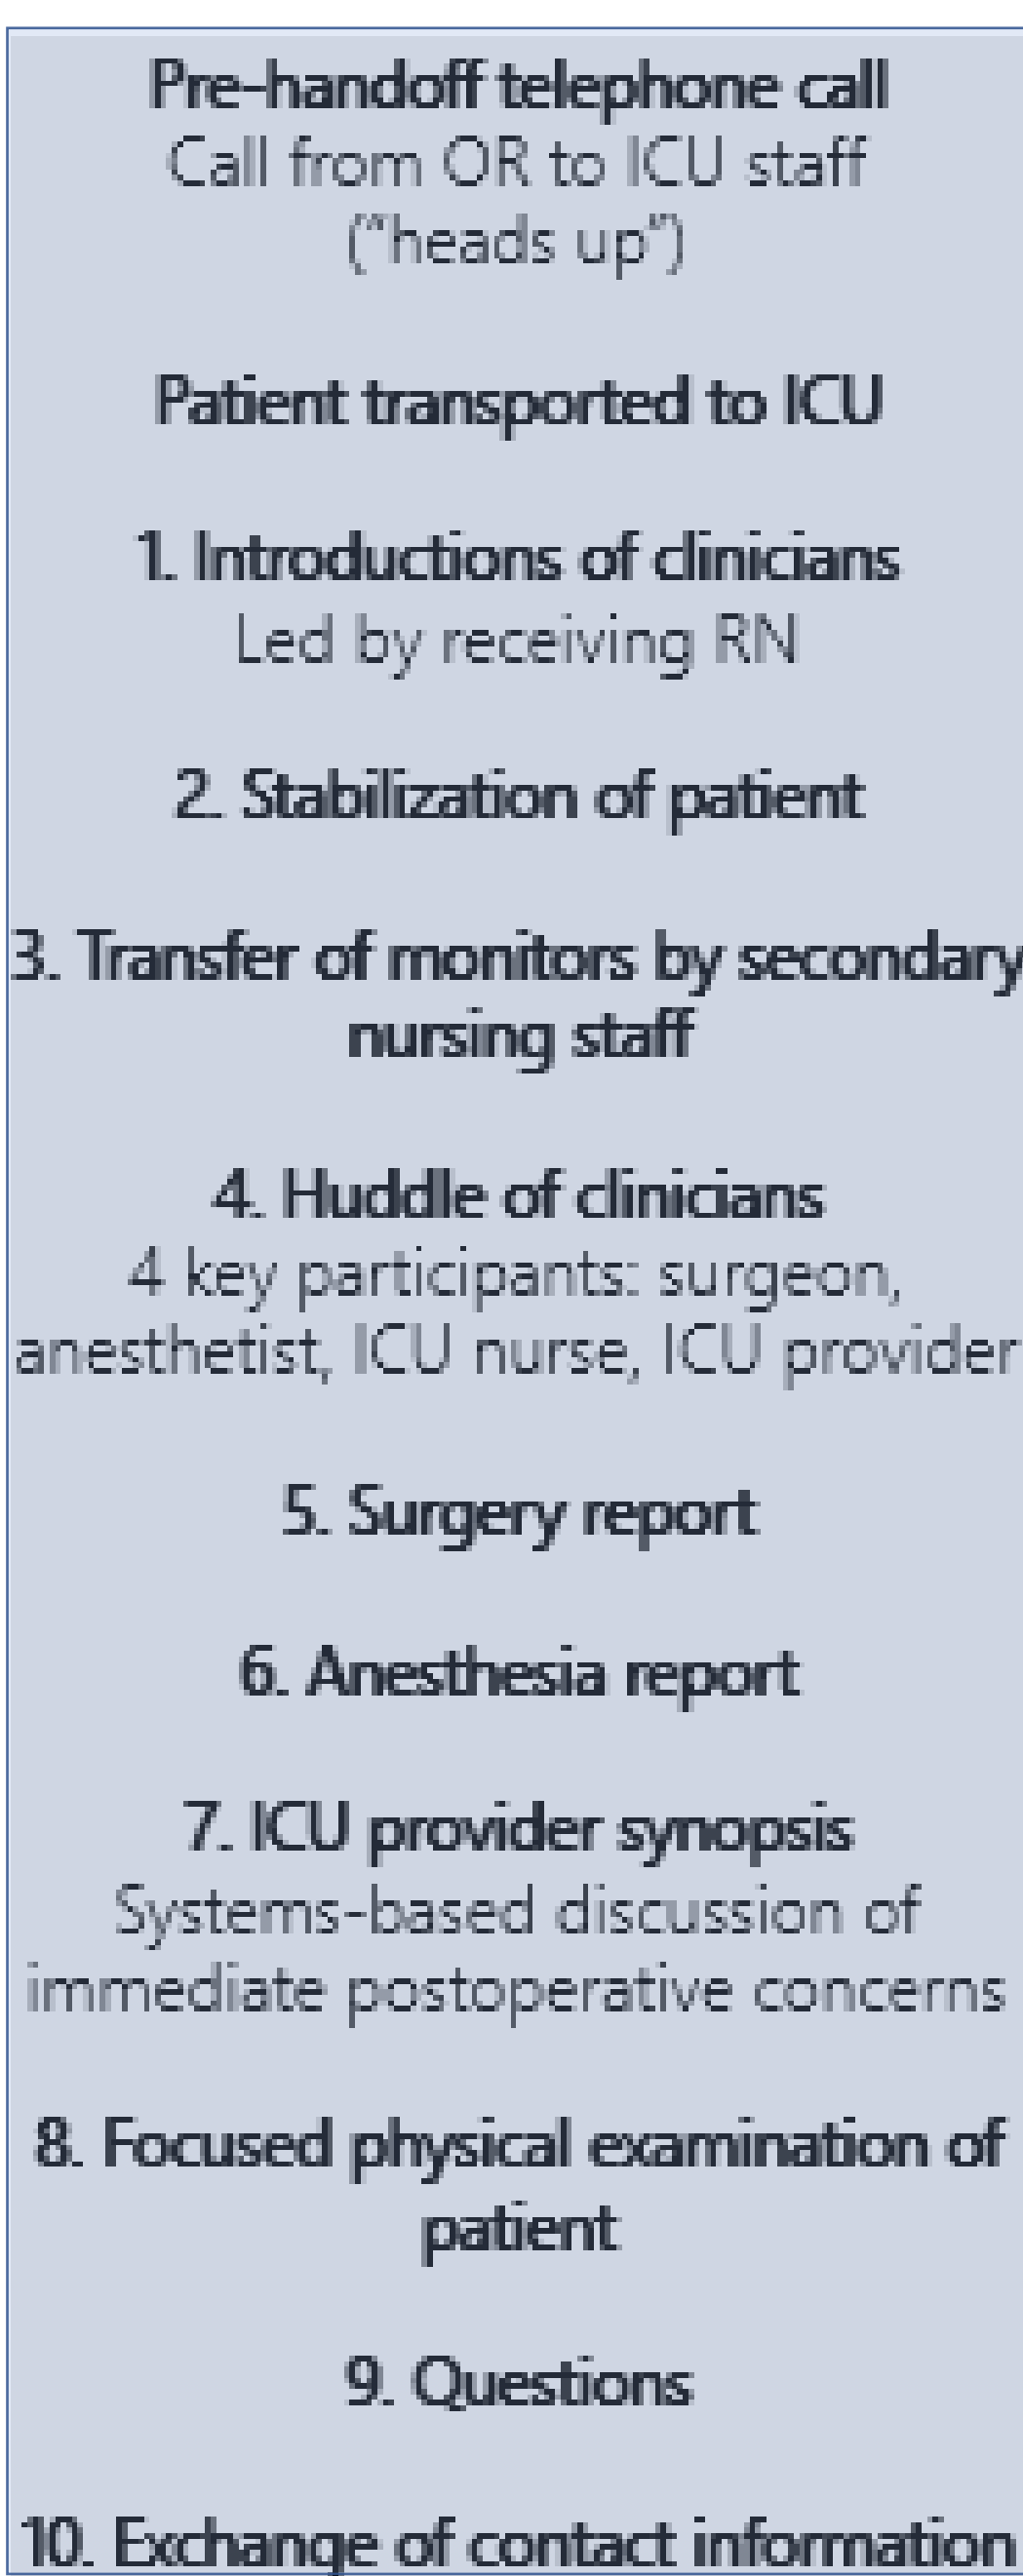 Pre-handoff telephone call
Call from OR to ICU staff
("heads up")
Patient transported to ICU
1. Introductions of clinicians
Led by receiving RN
2. Stabilization of patient
3. Transfer of monitors by secondary
nursing staff
4. Huddle of clinicians
4 key participants: surgeon,
anesthetist, ICU nurse, ICU provider
5. Surgery report
6. Anesthesia report
7. ICU provider synopsis
Systems-based discussion of
immediate postoperative concerns
8. Focused physical examination of
patient
9. Questions
10. Exchange of contact information